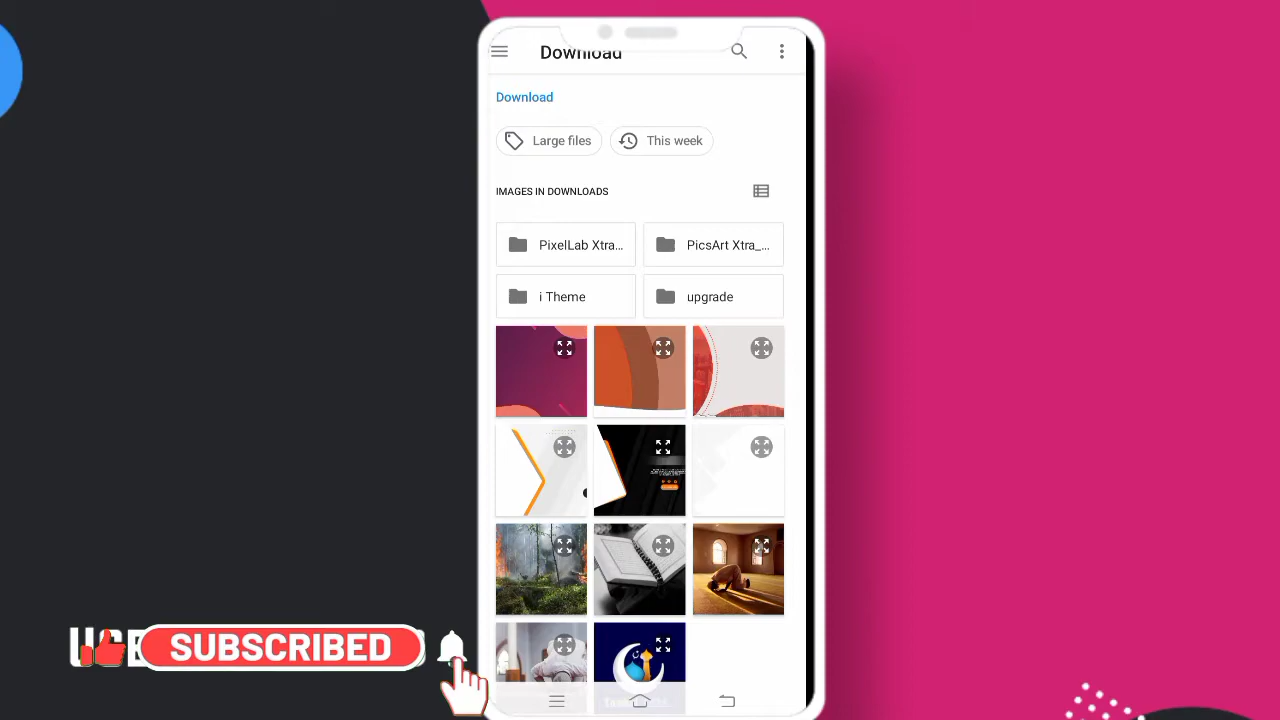 Download
Download
Large files
This week
IMAGES IN DOWNLOADS
PixelLab Xtra...
PicsArt Xtra_...
i Theme
upgrade
SUBSCRIBED